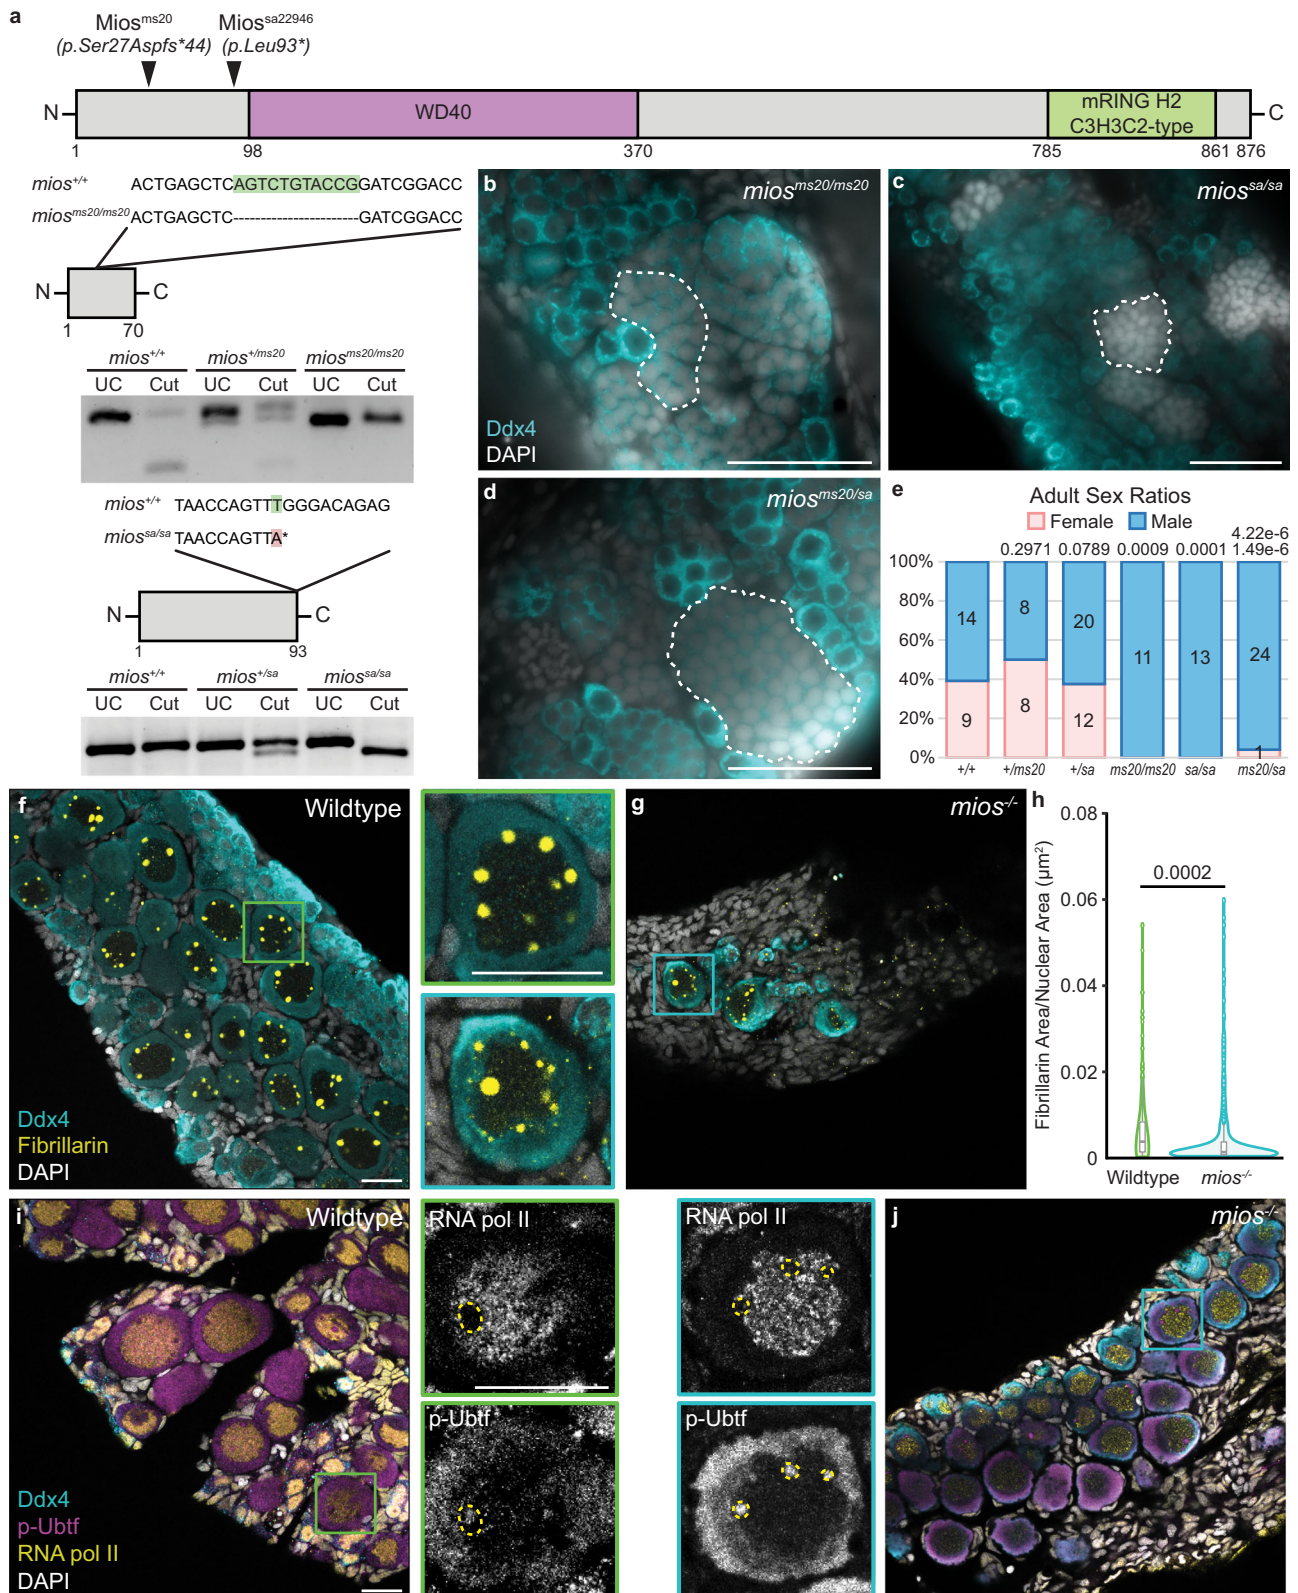 a
Mios^ms20 Mios^sa22946
(p.Ser27Aspfs*44) (p.Leu93*)
N WD40 mRING H2 C3H3C2-type C
1 98 370 785 861 876
mios+/+ ACTGAGCTCAGTCTGTACCGGATCGGACC
mios^ms20/ms20 ACTGAGCTC-----------------------GATCGGACC
N C
1 70
mios+/+ mios+/ms20 mios^ms20/ms20
UC Cut UC Cut UC Cut
mios+/+ TAACCAGTTTGGGACAGAG
mios^sa/sa TAACCAGTTA*
N C
1 93
mios+/+ mios+/sa mios^sa/sa
UC Cut UC Cut UC Cut
b mios^ms20/ms20
Ddx4
DAPI
c mios^sa/sa
d mios^ms20/sa
e
Adult Sex Ratios
Female Male
4.22e-6
0.2971 0.0789 0.0009 0.0001 1.49e-6
100%
80%
60%
40%
20%
0%
14 8 20 11 13 24
9 8 12 1
+/+ +/ms20 +/sa ms20/ms20 sa/sa ms20/sa
f Wildtype
Ddx4
Fibrillarin
DAPI
g mios-/-
h
Fibrillarin Area/Nuclear Area (µm²)
0.08
0.06
0.04
0.02
0
0.0002
Wildtype mios-/-
i Wildtype
Ddx4
p-Ubtf
RNA pol II
DAPI
RNA pol II
p-Ubtf
RNA pol II
p-Ubtf
j mios-/-